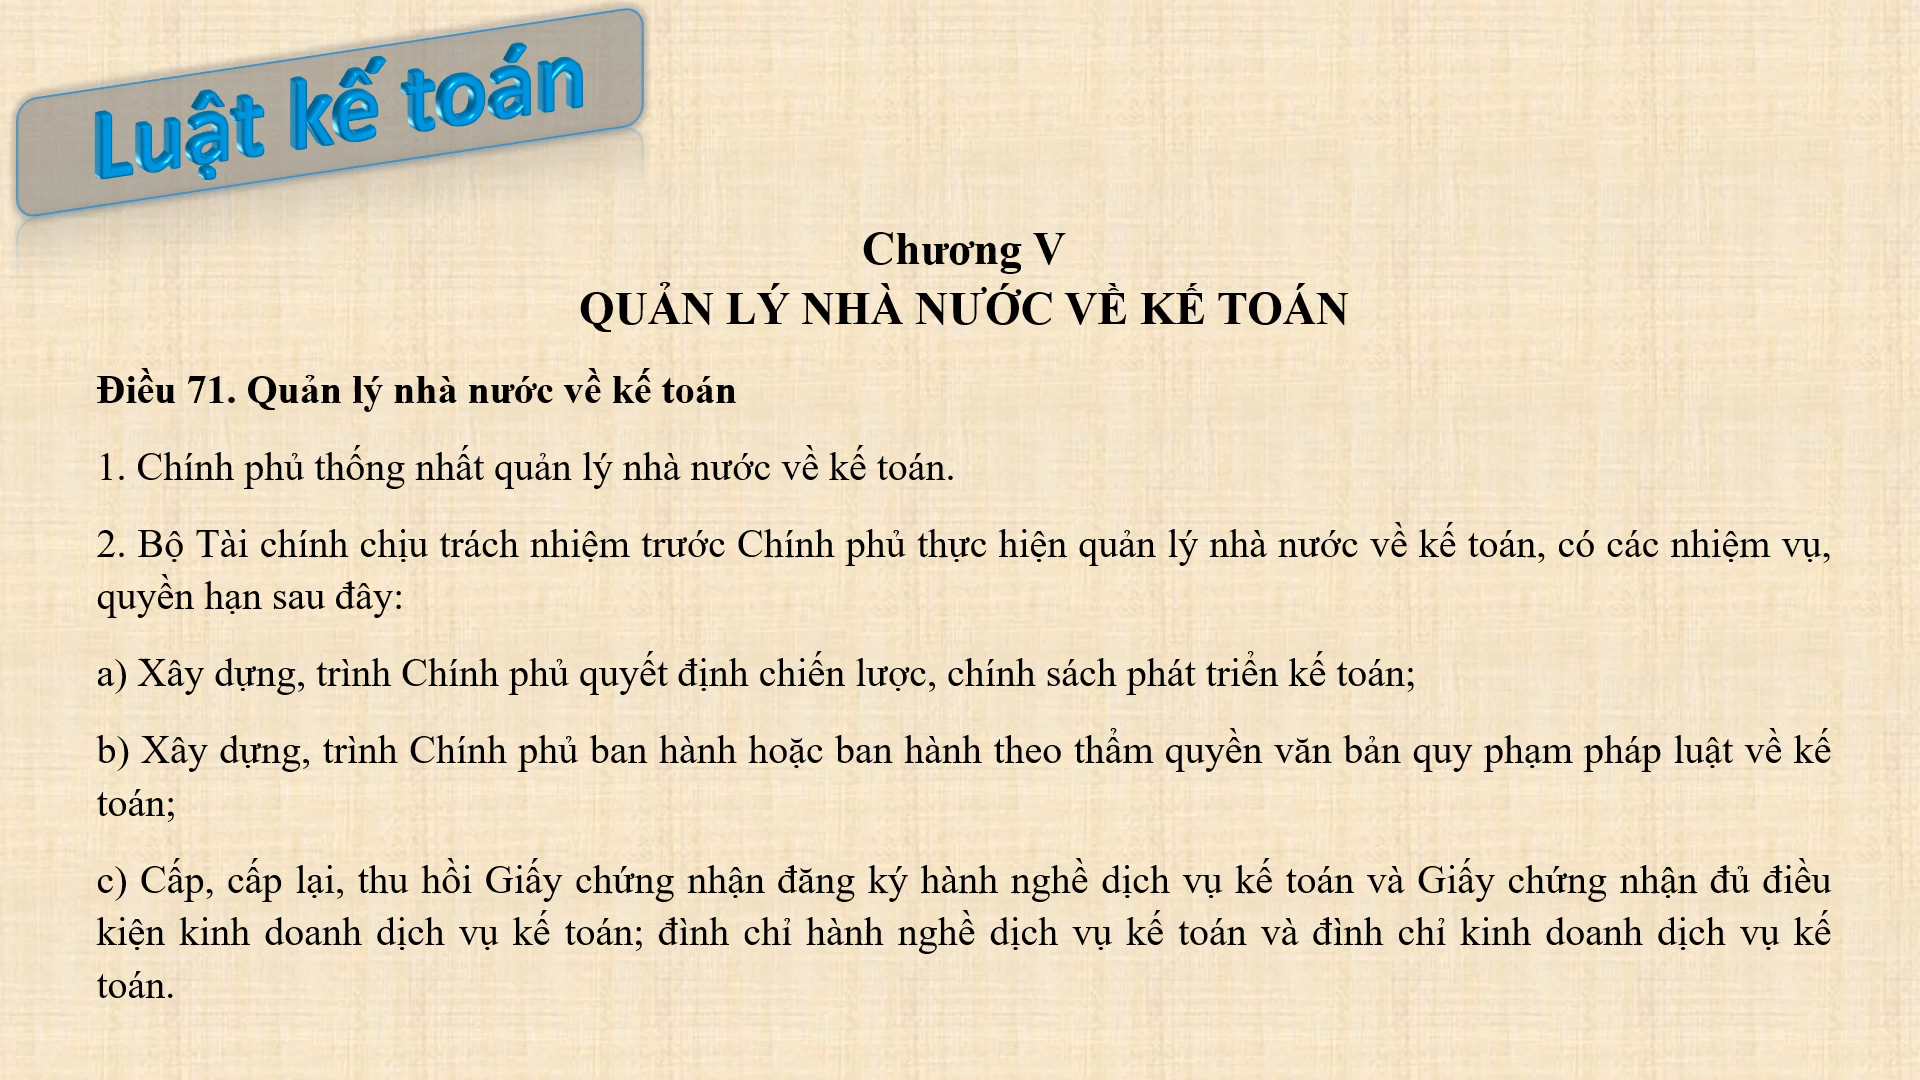 Luật kế toán
Chương V
QUẢN LÝ NHÀ NƯỚC VỀ KẾ TOÁN
Điều 71. Quản lý nhà nước về kế toán
1. Chính phủ thống nhất quản lý nhà nước về kế toán.
2. Bộ Tài chính chịu trách nhiệm trước Chính phủ thực hiện quản lý nhà nước về kế toán, có các nhiệm vụ,
quyền hạn sau đây:
a) Xây dựng, trình Chính phủ quyết định chiến lược, chính sách phát triển kế toán;
b) Xây dựng, trình Chính phủ ban hành hoặc ban hành theo thẩm quyền văn bản quy phạm pháp luật về kế
toán;
c) Cấp, cấp lại, thu hồi Giấy chứng nhận đăng ký hành nghề dịch vụ kế toán và Giấy chứng nhận đủ điều
kiện kinh doanh dịch vụ kế toán; đình chỉ hành nghề dịch vụ kế toán và đình chỉ kinh doanh dịch vụ kế
toán.